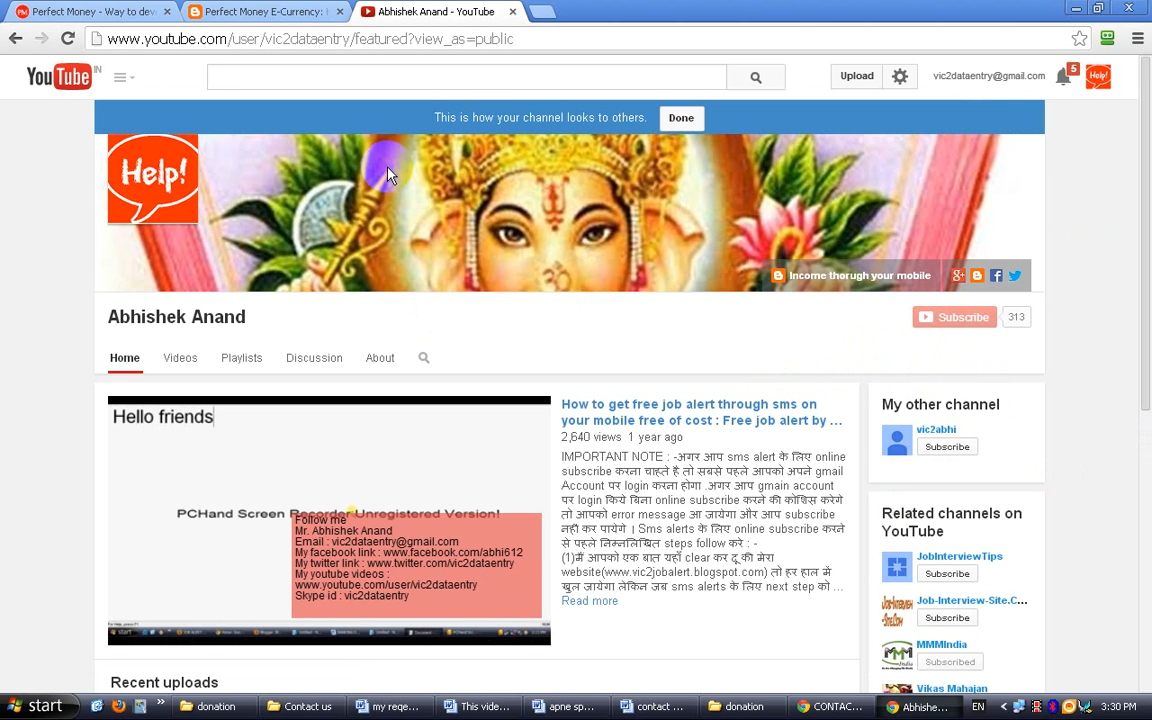 Perfect Money - Way to dev
Perfect Money E-Currency:
Abhishek Anand - YouTube
www.youtube.com/user/vic2dataentry/featured?view_as=public
YouTube IN
Upload
vic2dataentry@gmail.com
5
Help!
This is how your channel looks to others.
Done
Help!
Income thorugh your mobile
Abhishek Anand
Subscribe
313
Home Videos Playlists Discussion About
Hello friends
PCHand Screen Recorder Unregistered Version!
Follow me
Mr. Abhishek Anand
Email : vic2dataentry@gmail.com
My facebook link : www.facebook.com/abhi612
My twitter link : www.twitter.com/vic2dataentry
My youtube videos :
www.youtube.com/user/vic2dataentry
Skype id : vic2dataentry
How to get free job alert through sms on
your mobile free of cost : Free job alert by ...
2,640 views 1 year ago
IMPORTANT NOTE : -अगर आप sms alert के लिए online
subscribe करना चाहते है तो सबसे पहले आपको अपने gmail
Account पर login करना होगा .अगर आप gmain account
पर login किये बिना online subscribe करने की कोशिस करेगे
तो आपको error message आ जायेगा और आप subscribe
नही कर पायेगे । Sms alerts के लिए online subscribe करने
से पहले निम्नलिखित steps follow करे : -
(1)मैं आपको एक बात यहाँ clear कर दू की मेरा
website(www.vic2jobalert.blogspot.com) तो हर हाल में
खुल जायेगा लेकिन जब sms alerts के लिए next step को ...
Read more
My other channel
vic2abhi
Subscribe
Related channels on
YouTube
JobInterviewTips
Subscribe
Job-Interview-Site.C...
Subscribe
MMMIndia
Subscribed
Vikas Mahajan
Recent uploads
start
donation
Contact us
my reqe...
This vide...
apne sp...
contact ...
donation
CONTAC...
Abhishe...
EN
3:30 PM